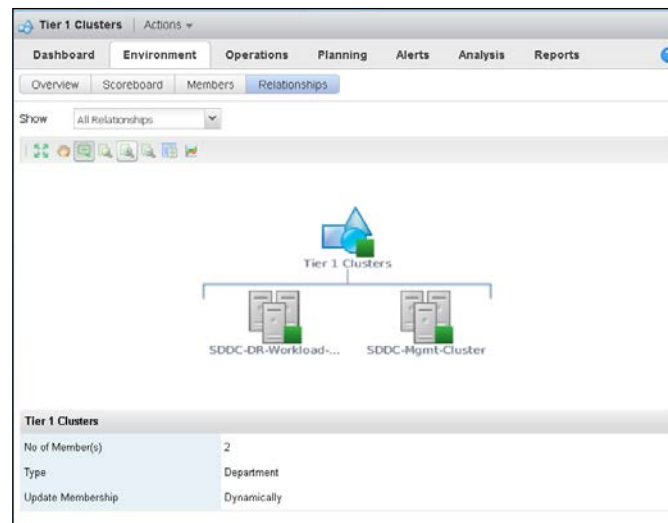 Tier 1 Clusters | Actions
Dashboard Environment Operations Planning Alerts Analysis Reports
Overview Scoreboard Members Relationships
Show All Relationships
Tier 1 Clusters
SDDC-DR-Workload-... SDDC-Mgmt-Cluster
Tier 1 Clusters
No of Member(s) 2
Type Department
Update Membership Dynamically